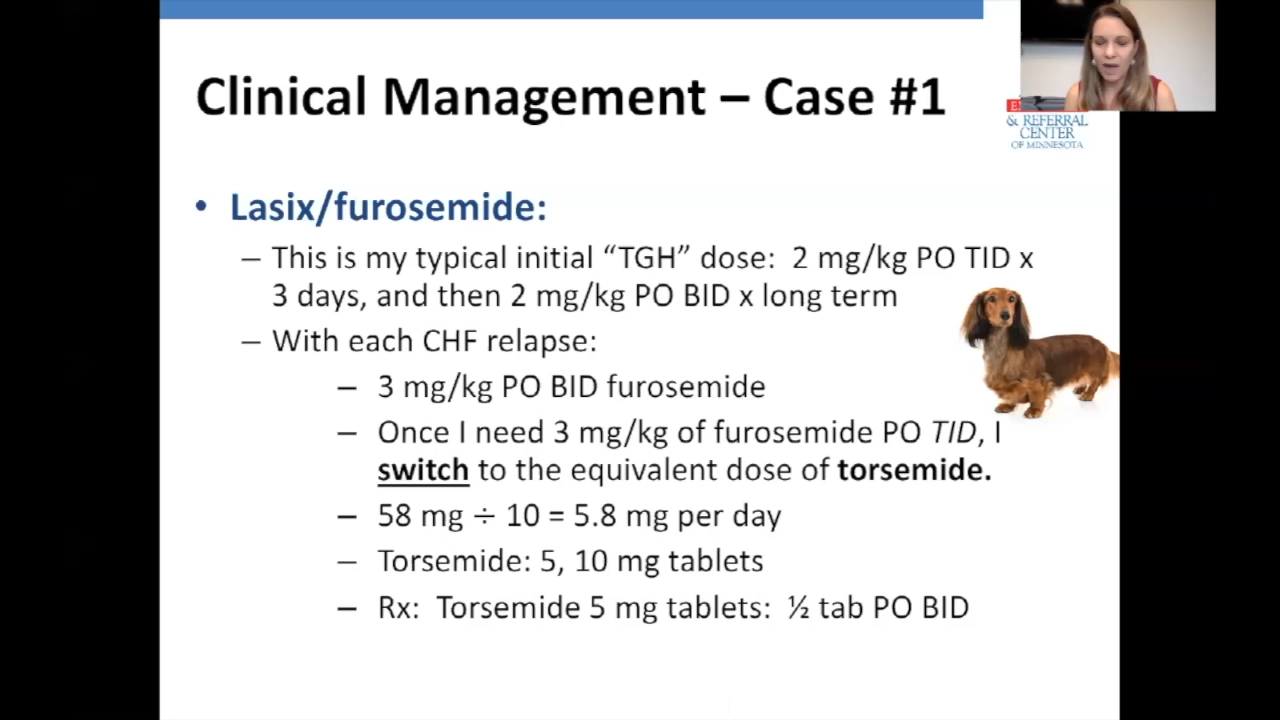 Clinical Management – Case #1
& REFERRAL
CENTER
OF MINNESOTA
• Lasix/furosemide:
– This is my typical initial “TGH” dose: 2 mg/kg PO TID x
3 days, and then 2 mg/kg PO BID x long term
– With each CHF relapse:
– 3 mg/kg PO BID furosemide
– Once I need 3 mg/kg of furosemide PO TID, I
switch to the equivalent dose of torsemide.
– 58 mg ÷ 10 = 5.8 mg per day
– Torsemide: 5, 10 mg tablets
– Rx: Torsemide 5 mg tablets: ½ tab PO BID